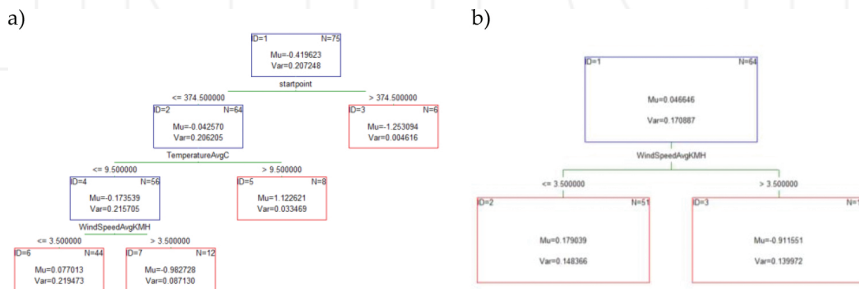 a)
b)
ID=1 N=75
Mu=-0.419623
Var=0.207248
startpoint
<= 374.500000 > 374.500000
ID=2 N=64
Mu=-0.042570
Var=0.206205
ID=3 N=6
Mu=-1.253094
Var=0.004616
TemperatureAvgC
<= 9.500000 > 9.500000
ID=4 N=56
Mu=-0.173539
Var=0.215705
ID=5 N=8
Mu=1.122621
Var=0.033469
WindSpeedAvgKMH
<= 3.500000 > 3.500000
ID=6 N=44
Mu=0.077013
Var=0.219473
ID=7 N=12
Mu=-0.982728
Var=0.087130
ID=1 N=64
Mu=0.046646
Var=0.170887
WindSpeedAvgKMH
<= 3.500000 > 3.500000
ID=2 N=51
Mu=0.179039
Var=0.148366
ID=3
Mu=-0.911551
Var=0.139972